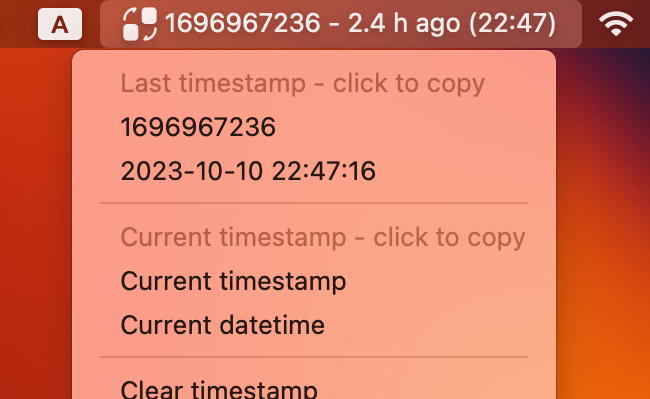 A 1696967236 - 2.4 h ago (22:47)
Last timestamp - click to copy
1696967236
2023-10-10 22:47:16
Current timestamp - click to copy
Current timestamp
Current datetime
Clear timestamp